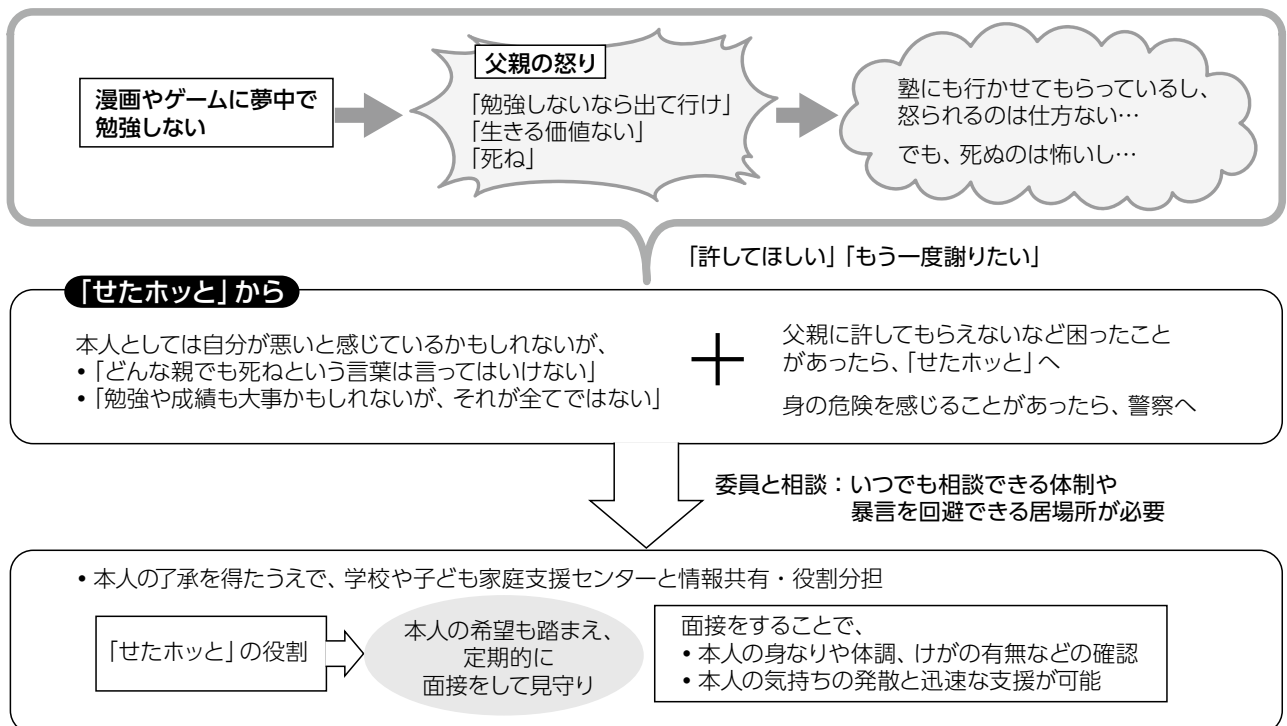 漫画やゲームに夢中で
勉強しない
父親の怒り
「勉強しないなら出て行け」
「生きる価値ない」
「死ね」
塾にも行かせてもらっているし、
怒られるのは仕方ない…
でも、死ぬのは怖いし…
「許してほしい」「もう一度謝りたい」
「せたホッと」から
本人としては自分が悪いと感じているかもしれないが、
•「どんな親でも死ねという言葉は言ってはいけない」
•「勉強や成績も大事かもしれないが、それが全てではない」
＋
父親に許してもらえないなど困ったこと
があったら、「せたホッと」へ
身の危険を感じることがあったら、警察へ
委員と相談：いつでも相談できる体制や
暴言を回避できる居場所が必要
• 本人の了承を得たうえで、学校や子ども家庭支援センターと情報共有・役割分担
「せたホッと」の役割
本人の希望も踏まえ、
定期的に
面接をして見守り
面接をすることで、
• 本人の身なりや体調、けがの有無などの確認
• 本人の気持ちの発散と迅速な支援が可能